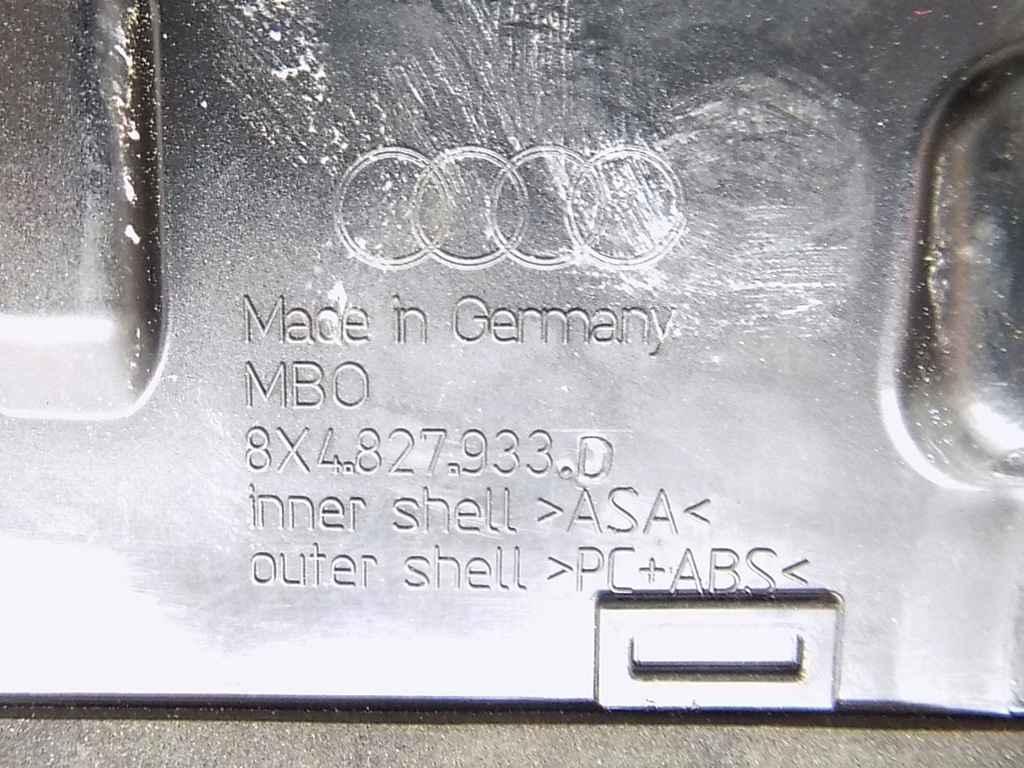 Made in Germany
MBO
8X4.827.933.D
inner shell >ASA<
outer shell >PC+ABS<